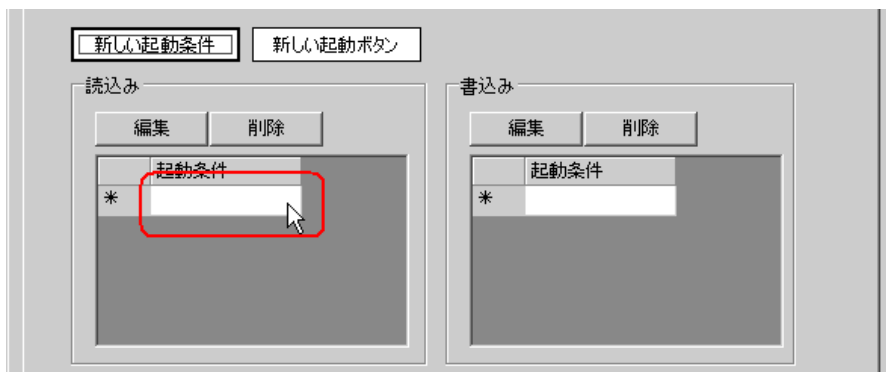 新しい起動条件 新しい起動ボタン
読込み 書込み
編集 削除 編集 削除
起動条件 起動条件
* *